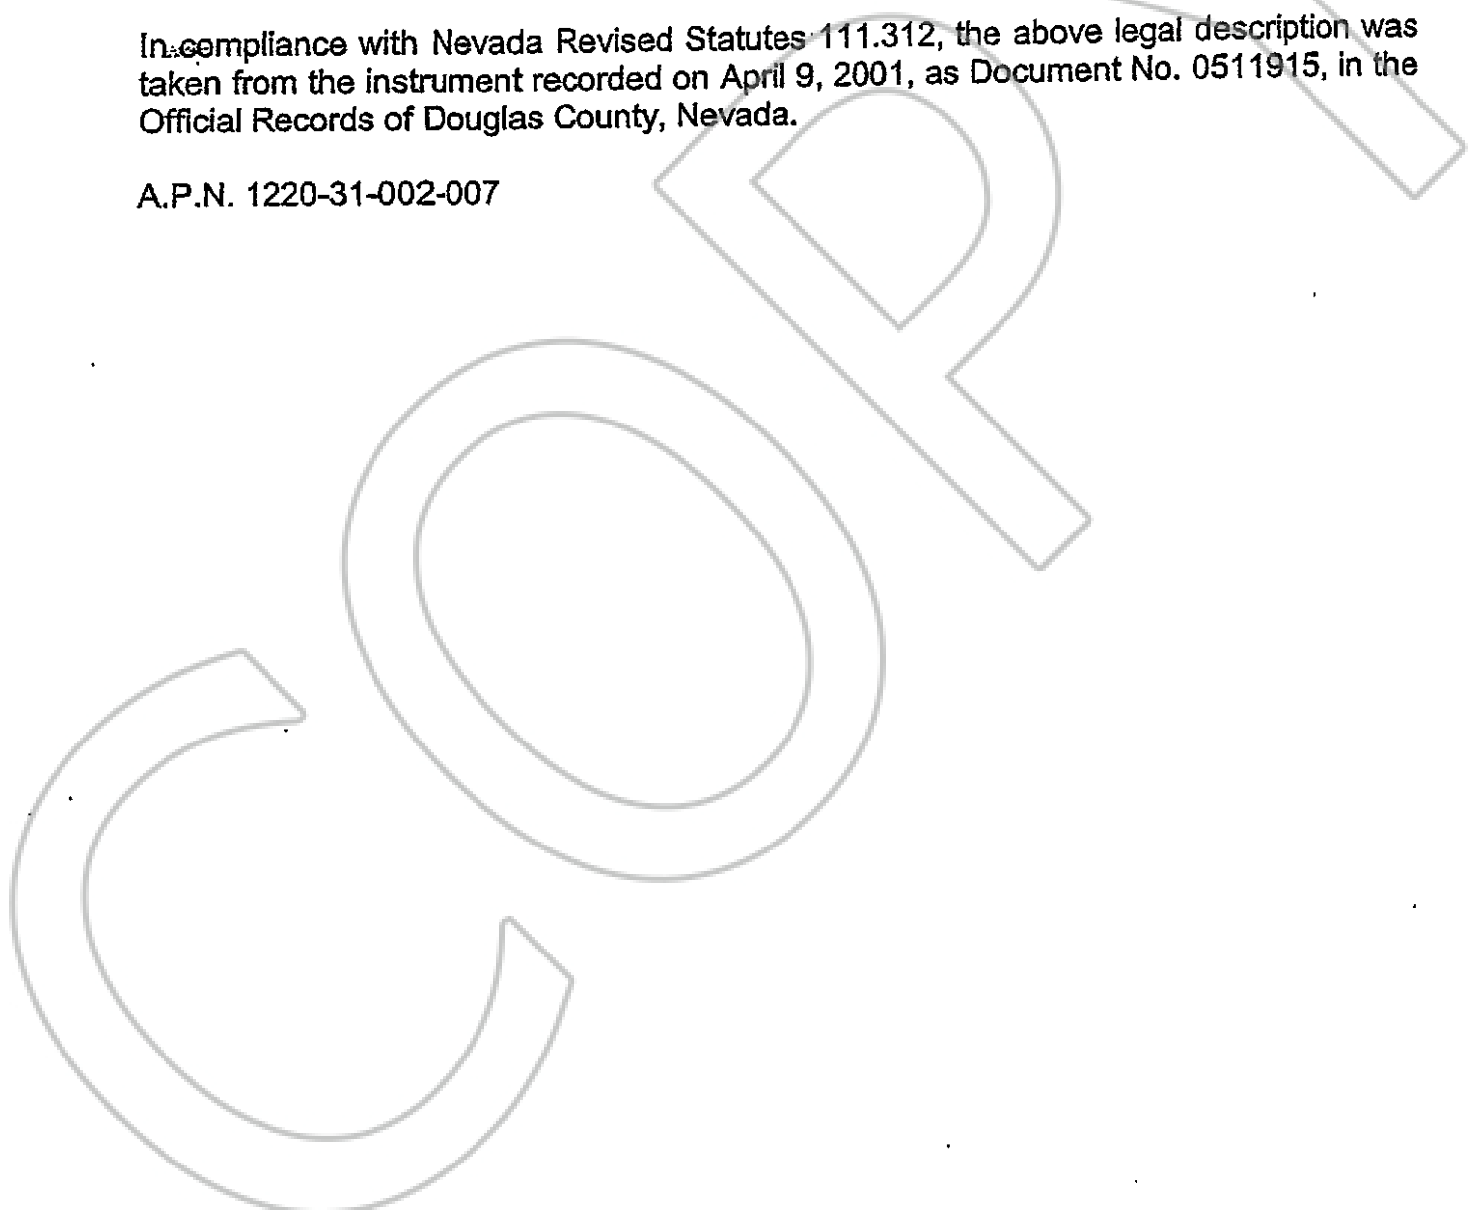 In compliance with Nevada Revised Statutes 111.312, the above legal description was
taken from the instrument recorded on April 9, 2001, as Document No. 0511915, in the
Official Records of Douglas County, Nevada.
A.P.N. 1220-31-002-007
COPY